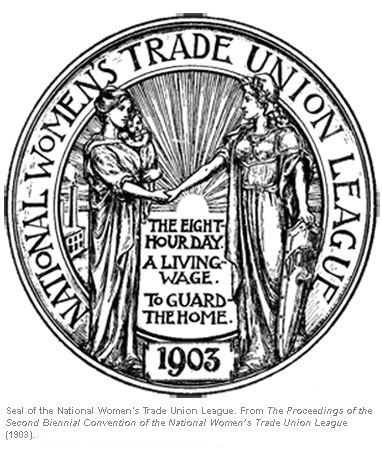 NATIONAL WOMEN'S TRADE UNION LEAGUE
THE EIGHT-
HOUR DAY.
A LIVING-
WAGE.
TO GUARD-
THE HOME.
1903
Seal of the National Women's Trade Union League. From The Proceedings of the
Second Biennial Convention of the National Women's Trade Union League
(1903).